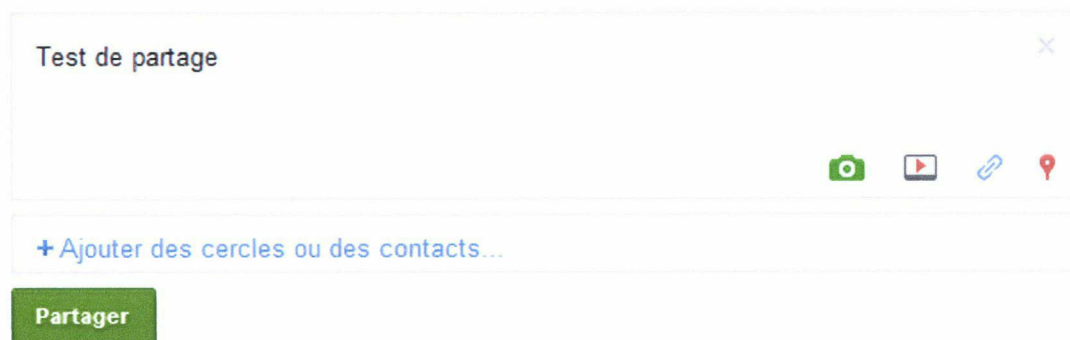 Test de partage
+ Ajouter des cercles ou des contacts...
Partager